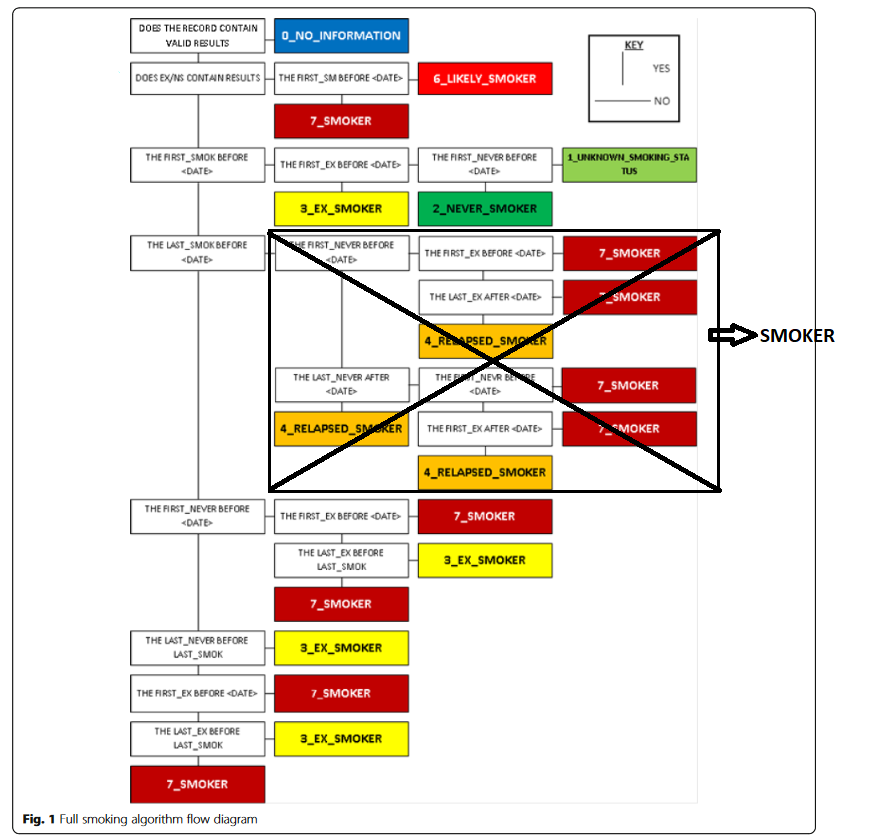 DOES THE RECORD CONTAIN
VALID RESULTS
0_NO_INFORMATION
KEY
YES
NO
DOES EX/NS CONTAIN RESULTS
THE FIRST_SM BEFORE <DATE>
6_LIKELY_SMOKER
7_SMOKER
THE FIRST_SMOK BEFORE
<DATE>
THE FIRST_EX BEFORE <DATE>
THE FIRST_NEVER BEFORE
<DATE>
1_UNKNOWN_SMOKING_STA
TUS
3_EX_SMOKER
2_NEVER_SMOKER
THE LAST_SMOK BEFORE
<DATE>
THE FIRST_NEVER BEFORE
<DATE>
THE FIRST_EX BEFORE <DATE>
7_SMOKER
THE LAST_EX AFTER <DATE>
7_SMOKER
4_RELAPSED_SMOKER
SMOKER
THE LAST_NEVER AFTER
<DATE>
THE FIRST_NEVR BEFORE
<DATE>
7_SMOKER
4_RELAPSED_SMOKER
THE FIRST_EX AFTER <DATE>
7_SMOKER
4_RELAPSED_SMOKER
THE FIRST_NEVER BEFORE
<DATE>
THE FIRST_EX BEFORE <DATE>
7_SMOKER
THE LAST_EX BEFORE
LAST_SMOK
3_EX_SMOKER
7_SMOKER
THE LAST_NEVER BEFORE
LAST_SMOK
3_EX_SMOKER
THE FIRST_EX BEFORE <DATE>
7_SMOKER
THE LAST_EX BEFORE
LAST_SMOK
3_EX_SMOKER
7_SMOKER
Fig. 1 Full smoking algorithm flow diagram